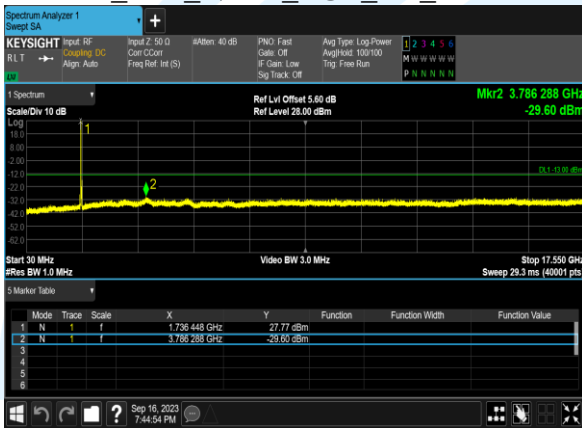 Spectrum Analyzer 1
Swept SA
KEYSIGHT Input: RF Input Z: 50 Ω #Atten: 40 dB PNO: Fast Avg Type: Log-Power 1 2 3 4 5 6
RLT Coupling: DC Corr CCorr Gate: Off Avg|Hold: 100/100 M W W W W W
Align: Auto Freq Ref: Int (S) IF Gain: Low Trig: Free Run
Sig Track: Off P N N N N N
LV
1 Spectrum Ref Lvl Offset 5.60 dB Mkr2 3.786 288 GHz
Scale/Div 10 dB Ref Level 28.00 dBm -29.60 dBm
Log
18.0
8.00
-2.00
-12.0
-22.0
-32.0
-42.0
-52.0
-62.0
1
2
DL1 -13.00 dBm
Start 30 MHz Video BW 3.0 MHz Stop 17.550 GHz
#Res BW 1.0 MHz Sweep 29.3 ms (40001 pts)
5 Marker Table
Mode Trace Scale X Y Function Function Width Function Value
1 N 1 f 1.736 448 GHz 27.77 dBm
2 N 1 f 3.786 288 GHz -29.60 dBm
3
4
5
6
? Sep 16, 2023
7:44:54 PM